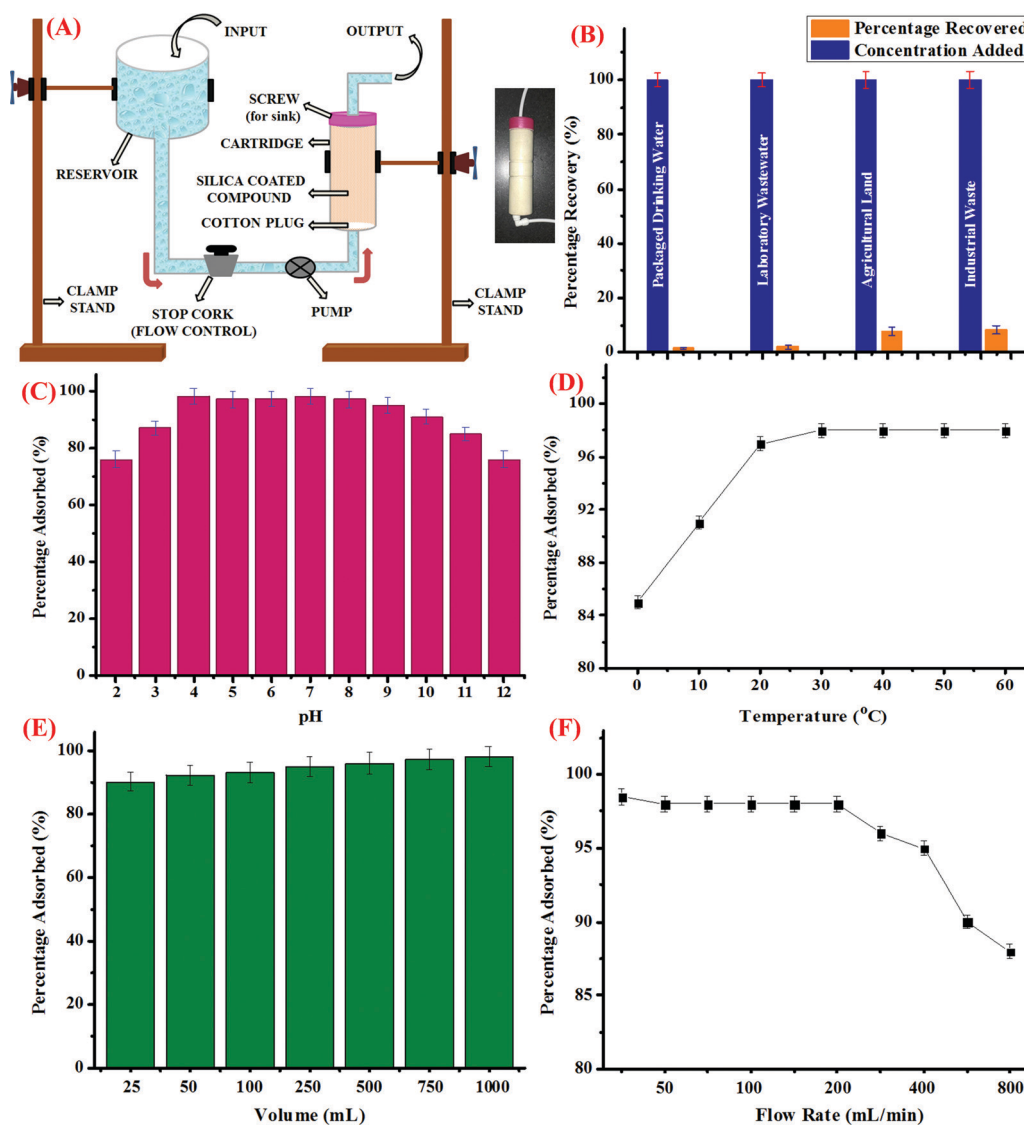 (A)
INPUT
OUTPUT
SCREW
(for sink)
CARTRIDGE
RESERVOIR
SILICA COATED
COMPOUND
COTTON PLUG
CLAMP
STAND
STOP CORK
(FLOW CONTROL)
PUMP
CLAMP
STAND
(B)
Percentage Recovered
Concentration Added
Percentage Recovery (%)
100
80
60
40
20
0
Packaged Drinking Water
Laboratory Wastewater
Agricultural Land
Industrial Waste
(C)
Percentage Adsorbed (%)
100
80
60
40
20
0
2 3 4 5 6 7 8 9 10 11 12
pH
(D)
Percentage Adsorbed (%)
100
96
92
88
84
80
0 10 20 30 40 50 60
Temperature (°C)
(E)
Percentage Adsorbed (%)
100
80
60
40
20
0
25 50 100 250 500 750 1000
Volume (mL)
(F)
Percentage Adsorbed (%)
100
95
90
85
80
50 100 200 400 800
Flow Rate (mL/min)